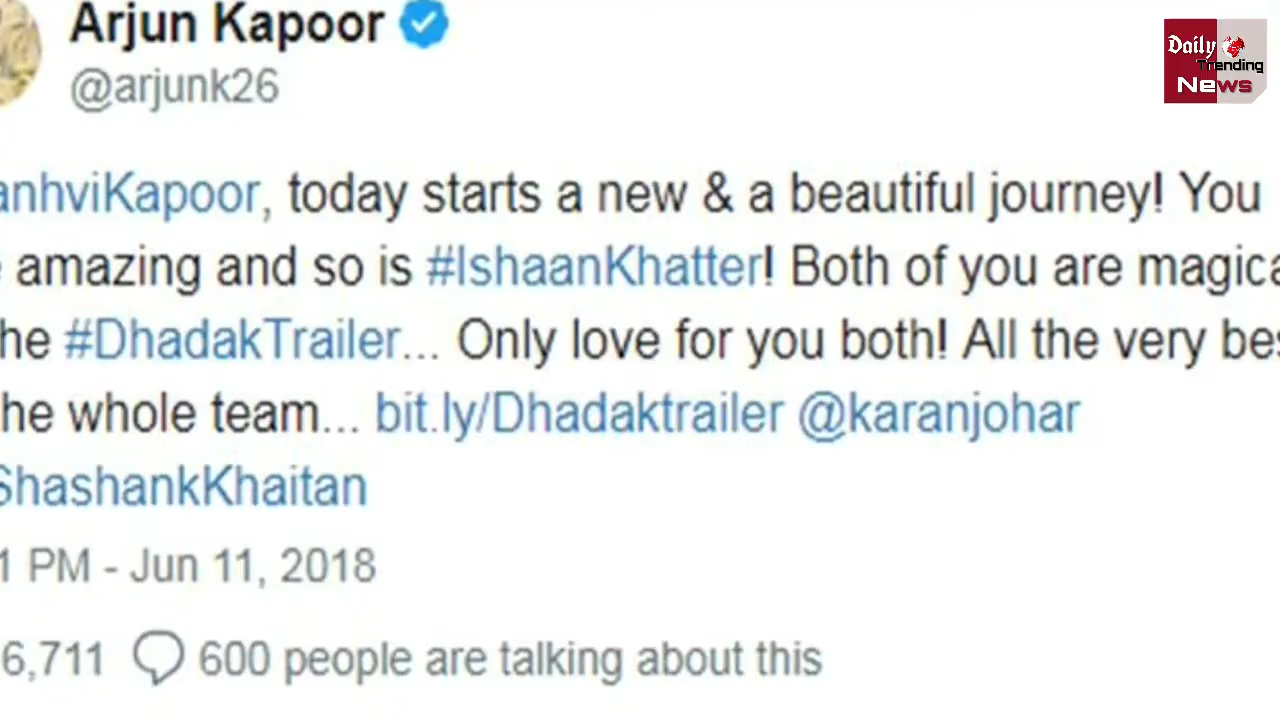 Arjun Kapoor
@arjunk26
Daily
Trending
News
anhviKapoor, today starts a new & a beautiful journey! You
amazing and so is #IshaanKhatter! Both of you are magica
he #DhadakTrailer... Only love for you both! All the very bes
he whole team... bit.ly/Dhadaktrailer @karanjohar
ShashankKhaitan
1 PM - Jun 11, 2018
6,711 600 people are talking about this